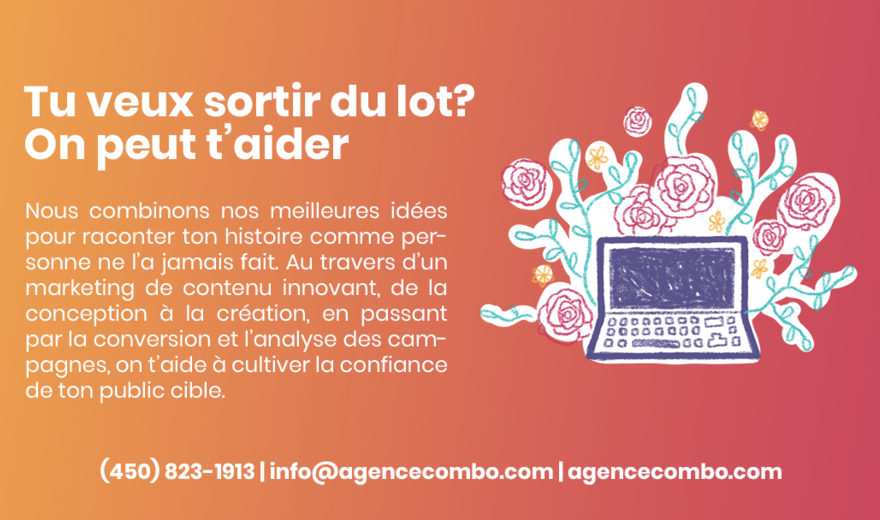 Tu veux sortir du lot?
On peut t’aider
Nous combinons nos meilleures idées
pour raconter ton histoire comme per-
sonne ne l’a jamais fait. Au travers d’un
marketing de contenu innovant, de la
conception à la création, en passant
par la conversion et l’analyse des cam-
pagnes, on t’aide à cultiver la confiance
de ton public cible.
(450) 823-1913 | info@agencecombo.com | agencecombo.com